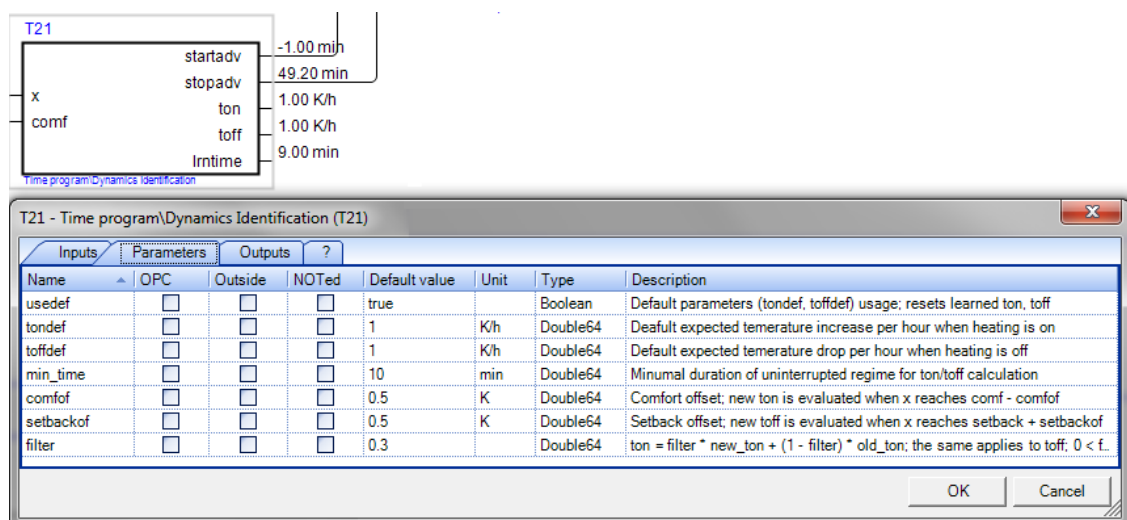 T21
startadv -1.00 min
stopadv 49.20 min
x
ton 1.00 K/h
comf
toff 1.00 K/h
lrntime 9.00 min
Time program\Dynamics Identification
T21 - Time program\Dynamics Identification (T21)
Inputs Parameters Outputs ?
Name OPC Outside NOTed Default value Unit Type Description
usedef true Boolean Default parameters (tondef, toffdef) usage; resets learned ton, toff
tondef 1 K/h Double64 Deafult expected temerature increase per hour when heating is on
toffdef 1 K/h Double64 Default expected temerature drop per hour when heating is off
min_time 10 min Double64 Minumal duration of uninterrupted regime for ton/toff calculation
comfof 0.5 K Double64 Comfort offset; new ton is evaluated when x reaches comf - comfof
setbackof 0.5 K Double64 Setback offset; new toff is evaluated when x reaches setback + setbackof
filter 0.3 Double64 ton = filter * new_ton + (1 - filter) * old_ton; the same applies to toff; 0 < f...
OK Cancel